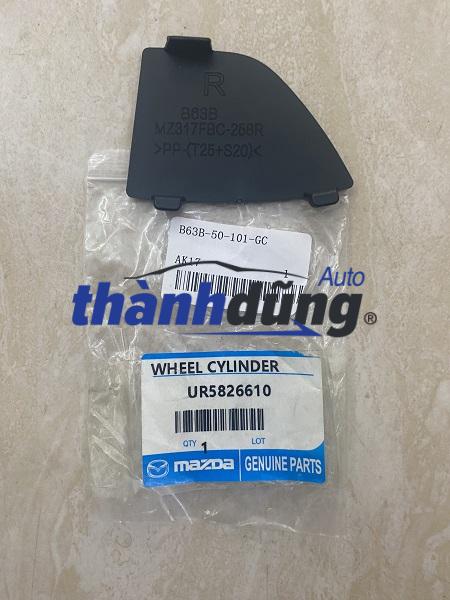 R
B63B
MZ317FBC-258R
>PP-(T25+S20)<
B63B-50-101-GC
AK17
1
Auto
thànhdũng®
WHEEL CYLINDER
UR5826610
QTY 1 LOT
mazda GENUINE PARTS